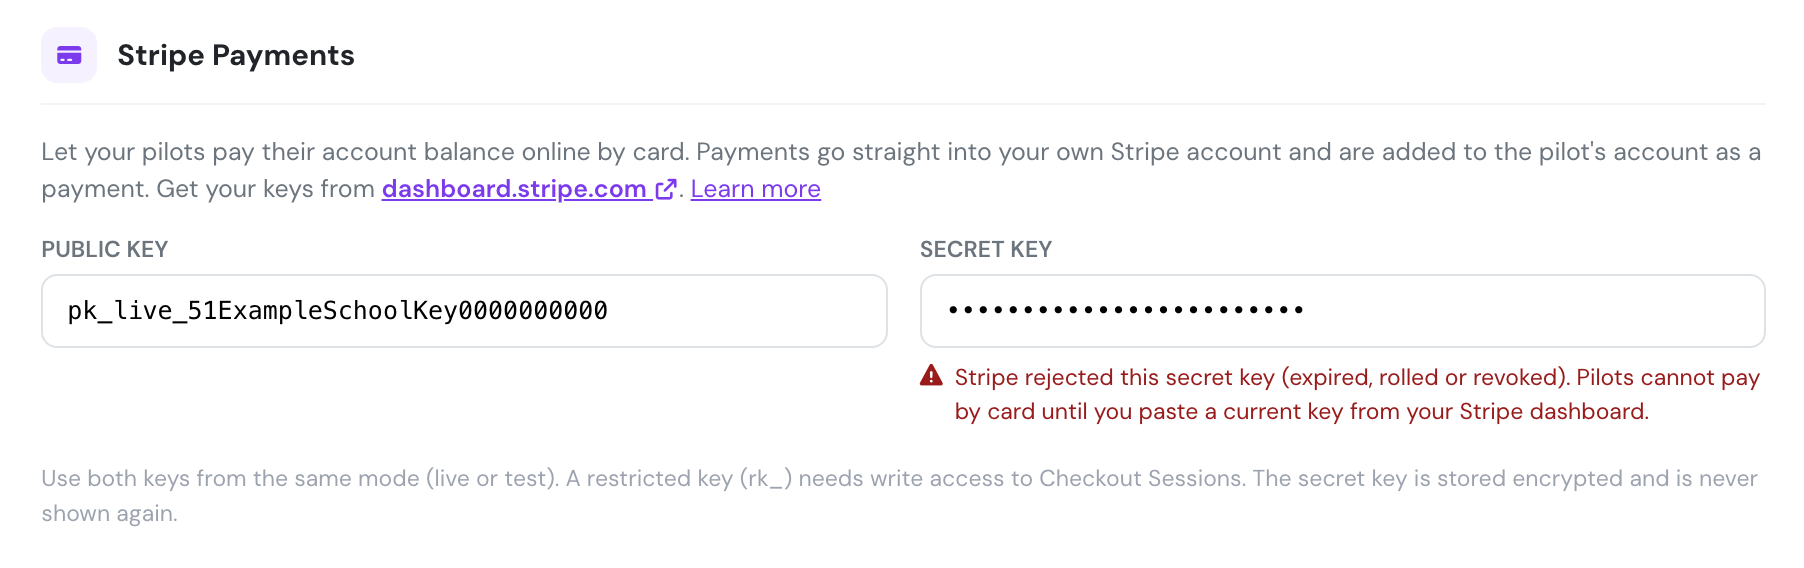 Stripe Payments
Let your pilots pay their account balance online by card. Payments go straight into your own Stripe account and are added to the pilot's account as a
payment. Get your keys from dashboard.stripe.com. Learn more
PUBLIC KEY
SECRET KEY
pk_live_51ExampleSchoolKey0000000000
••••••••••••••••••••••••
Stripe rejected this secret key (expired, rolled or revoked). Pilots cannot pay
by card until you paste a current key from your Stripe dashboard.
Use both keys from the same mode (live or test). A restricted key (rk_) needs write access to Checkout Sessions. The secret key is stored encrypted and is never
shown again.